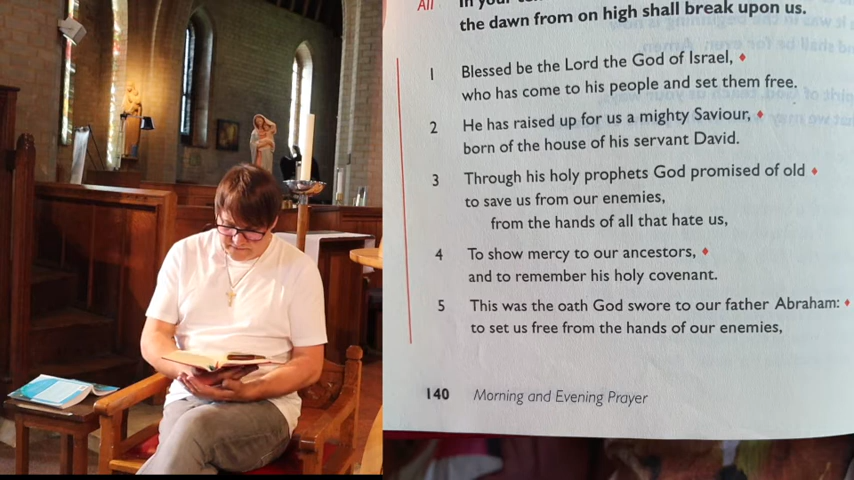 All
the dawn from on high shall break upon us.
1 Blessed be the Lord the God of Israel, ♦
who has come to his people and set them free.
2 He has raised up for us a mighty Saviour, ♦
born of the house of his servant David.
3 Through his holy prophets God promised of old ♦
to save us from our enemies,
from the hands of all that hate us,
4 To show mercy to our ancestors, ♦
and to remember his holy covenant.
5 This was the oath God swore to our father Abraham: ♦
to set us free from the hands of our enemies,
140 Morning and Evening Prayer